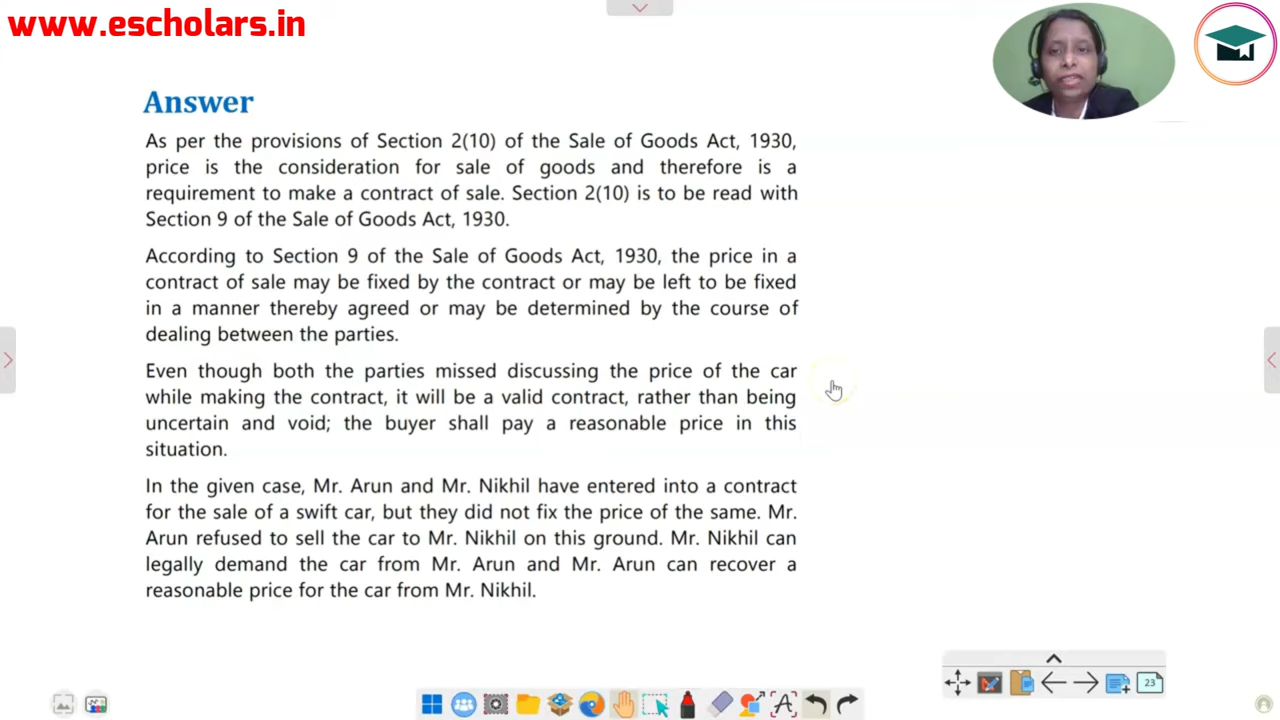 www.escholars.in
Answer
As per the provisions of Section 2(10) of the Sale of Goods Act, 1930,
price is the consideration for sale of goods and therefore is a
requirement to make a contract of sale. Section 2(10) is to be read with
Section 9 of the Sale of Goods Act, 1930.
According to Section 9 of the Sale of Goods Act, 1930, the price in a
contract of sale may be fixed by the contract or may be left to be fixed
in a manner thereby agreed or may be determined by the course of
dealing between the parties.
Even though both the parties missed discussing the price of the car
while making the contract, it will be a valid contract, rather than being
uncertain and void; the buyer shall pay a reasonable price in this
situation.
In the given case, Mr. Arun and Mr. Nikhil have entered into a contract
for the sale of a swift car, but they did not fix the price of the same. Mr.
Arun refused to sell the car to Mr. Nikhil on this ground. Mr. Nikhil can
legally demand the car from Mr. Arun and Mr. Arun can recover a
reasonable price for the car from Mr. Nikhil.
23